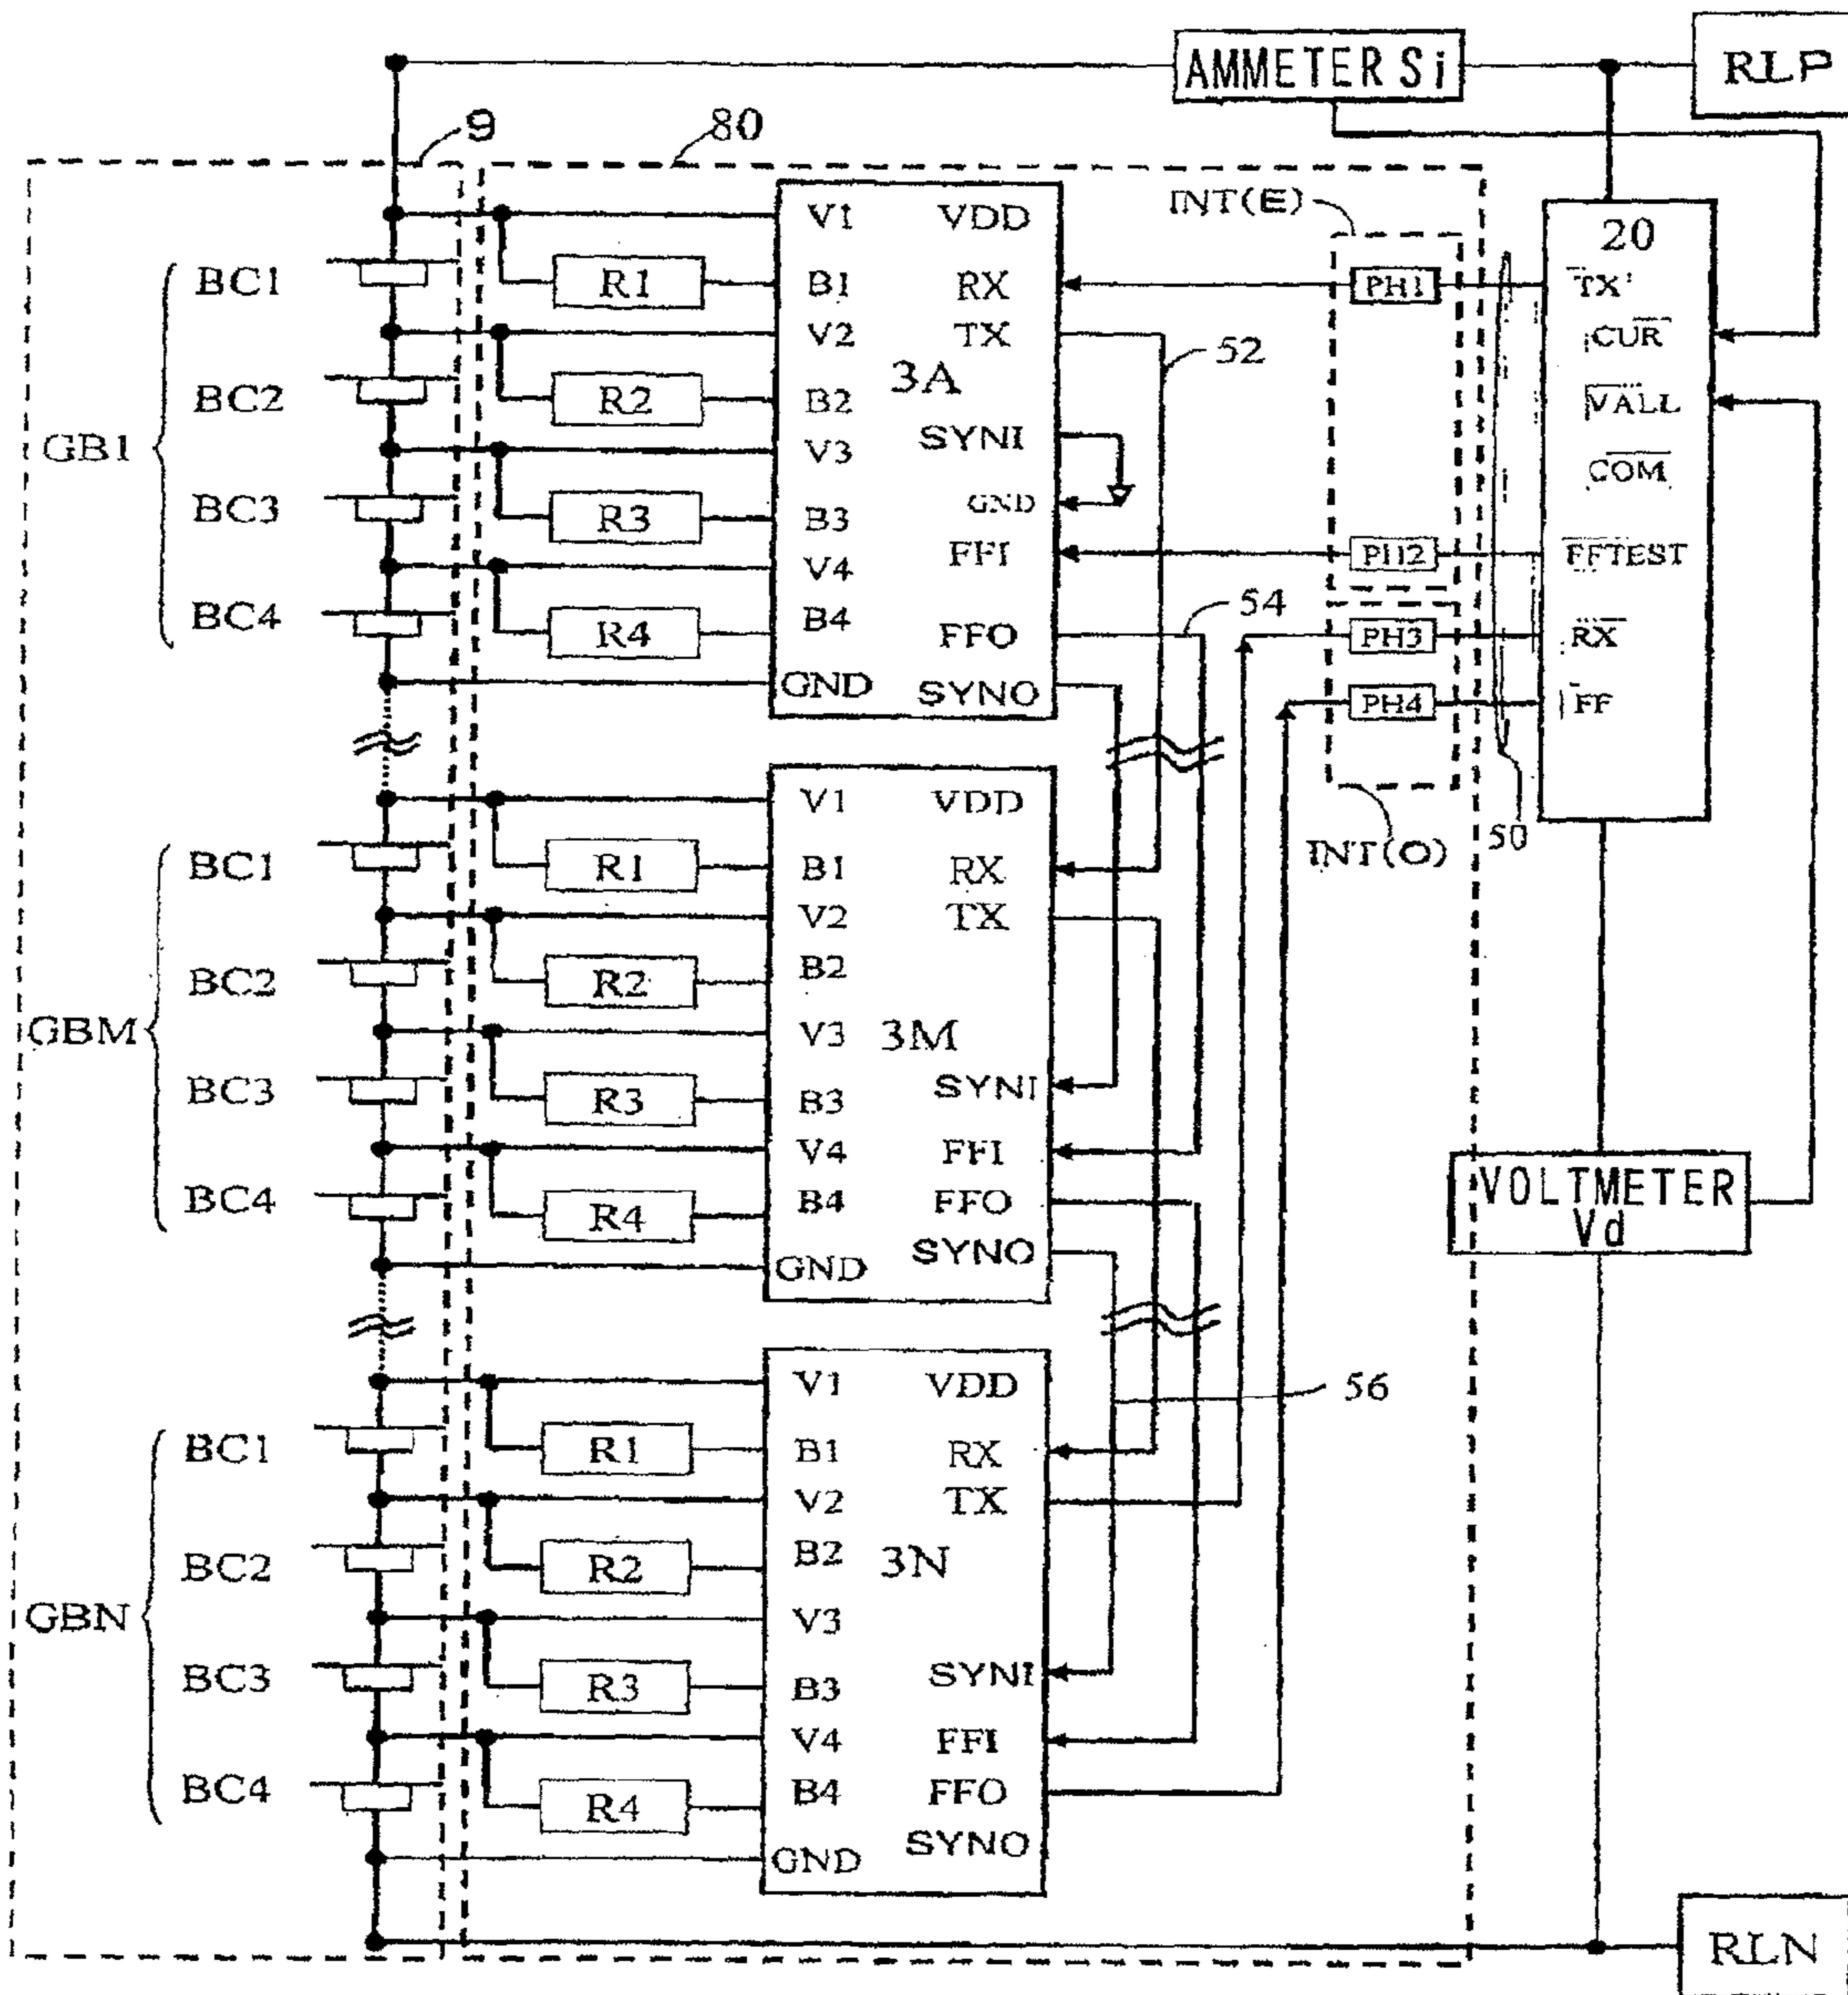 AMMETER Si
RLP
9
80
INT(E)
GB1
BC1
BC2
BC3
BC4
R1
R2
R3
R4
V1 VDD
B1 RX
V2 TX
3A
B2
SYNI
V3
GND
B3
FFI
V4
B4
FFO
GND SYNO
52
54
PH1
PH2
PH3
PH4
20
TX
CUR
VALL
COM
FFTEST
RX
FF
50
INT(O)
GBM
BC1
BC2
BC3
BC4
R1
R2
R3
R4
V1 VDD
B1 RX
V2 TX
B2
V3 3M
SYNI
B3
V4 FFI
B4 FFO
SYNO
GND
VOLTMETER
Vd
GBN
BC1
BC2
BC3
BC4
R1
R2
R3
R4
V1 VDD
B1 RX
V2 TX
B2 3N
V3
SYNI
B3
V4 FFI
B4 FFO
SYNO
GND
56
RLN